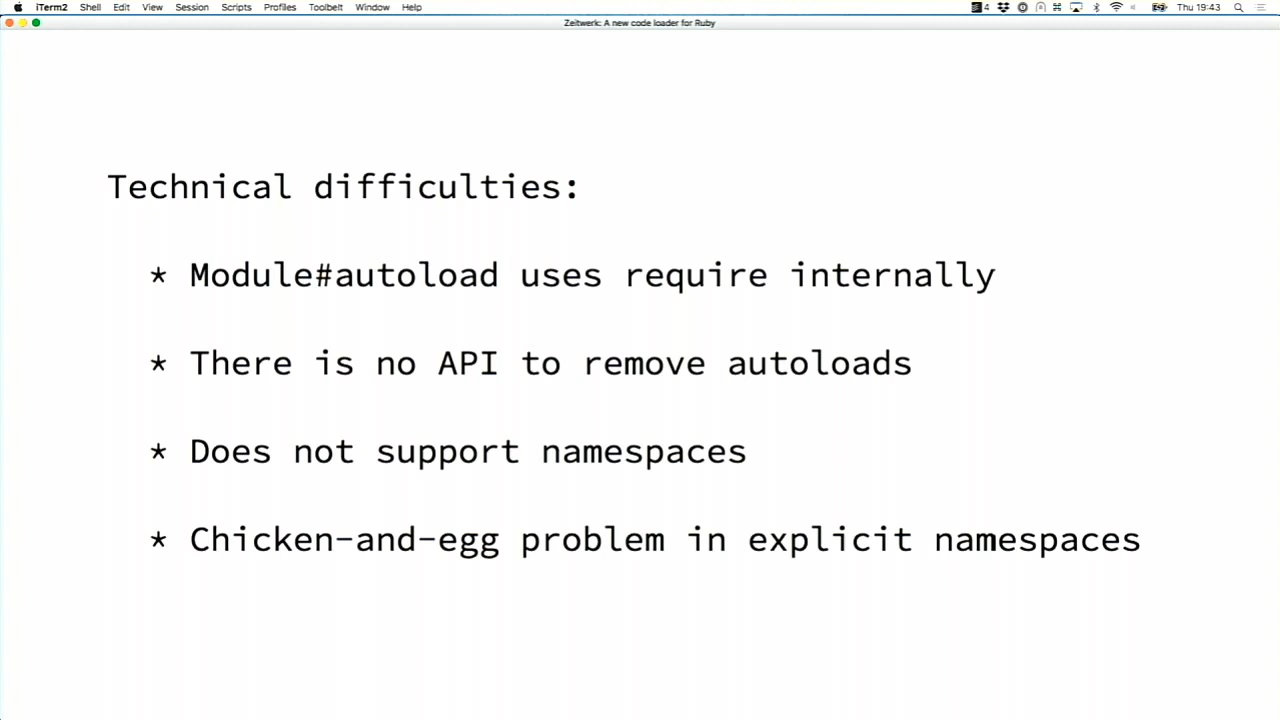 iTerm2 Shell Edit View Session Scripts Profiles Toolbelt Window Help 4 Thu 19:43
Zeitwerk: A new code loader for Ruby
Technical difficulties:
* Module#autoload uses require internally
* There is no API to remove autoloads
* Does not support namespaces
* Chicken-and-egg problem in explicit namespaces